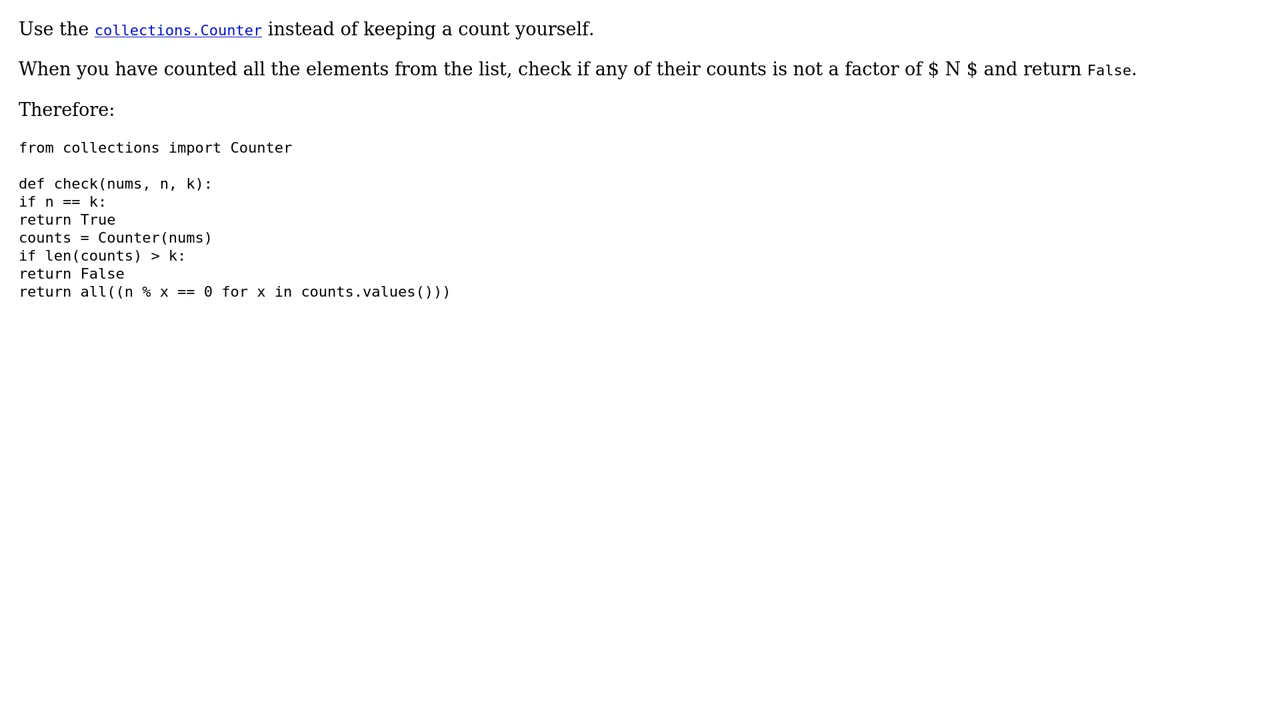 Use the collections.Counter instead of keeping a count yourself.
When you have counted all the elements from the list, check if any of their counts is not a factor of $ N $ and return False.
Therefore:
from collections import Counter
def check(nums, n, k):
if n == k:
return True
counts = Counter(nums)
if len(counts) > k:
return False
return all((n % x == 0 for x in counts.values()))